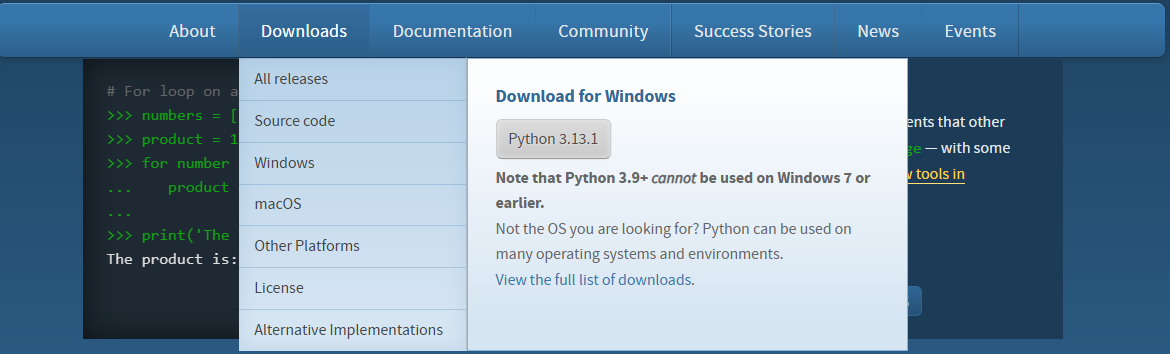 About Downloads Documentation Community Success Stories News Events
# For loop on a
>>> numbers = [
>>> product = 1
>>> for number
... product
...
>>> print('The
The product is:
All releases
Source code
Windows
macOS
Other Platforms
License
Alternative Implementations
Download for Windows
Python 3.13.1
Note that Python 3.9+ cannot be used on Windows 7 or
earlier.
Not the OS you are looking for? Python can be used on
many operating systems and environments.
View the full list of downloads.
that other
— with some
tools in